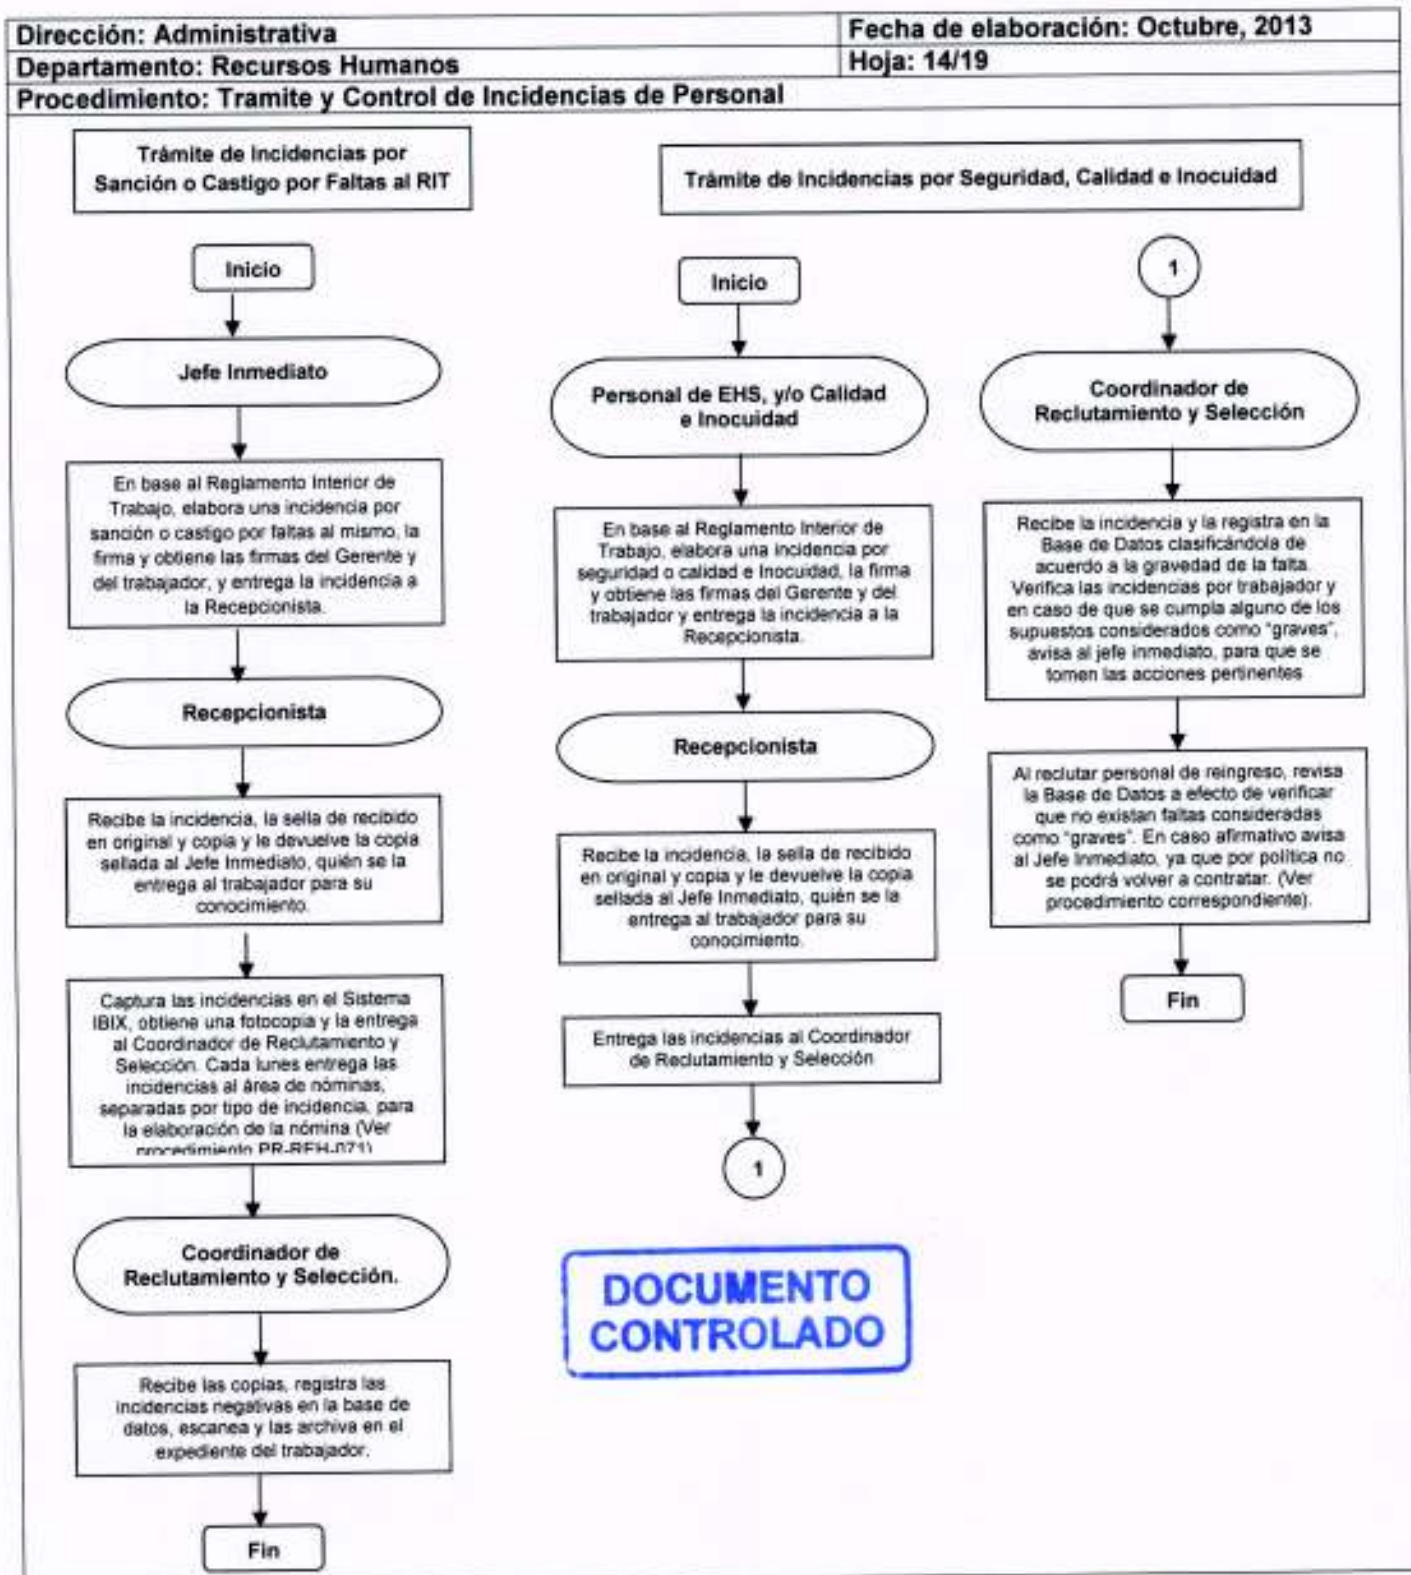 Dirección: Administrativa
Fecha de elaboración: Octubre, 2013
Departamento: Recursos Humanos
Hoja: 14/19
Procedimiento: Tramite y Control de Incidencias de Personal
Trámite de Incidencias por
Sanción o Castigo por Faltas al RIT
Inicio
Jefe Inmediato
En base al Reglamento Interior de
Trabajo, elabora una incidencia por
sanción o castigo por faltas al mismo, la
firma y obtiene las firmas del Gerente y
del trabajador, y entrega la incidencia a
la Recepcionista.
Recepcionista
Recibe la incidencia, la sella de recibido
en original y copia y le devuelve la copia
sellada al Jefe Inmediato, quién se la
entrega al trabajador para su
conocimiento.
Captura las incidencias en el Sistema
IBIX, obtiene una fotocopia y la entrega
al Coordinador de Reclutamiento y
Selección. Cada lunes entrega las
incidencias al área de nóminas,
separadas por tipo de incidencia, para
la elaboración de la nómina (Ver
procedimiento PR-REH-071)
Coordinador de
Reclutamiento y Selección.
Recibe las copias, registra las
incidencias negativas en la base de
datos, escanea y las archiva en el
expediente del trabajador.
Fin
Trámite de Incidencias por Seguridad, Calidad e Inocuidad
Inicio
Personal de EHS, y/o Calidad
e Inocuidad
En base al Reglamento Interior de
Trabajo, elabora una incidencia por
seguridad o calidad e Inocuidad, la firma
y obtiene las firmas del Gerente y del
trabajador y entrega la incidencia a la
Recepcionista.
Recepcionista
Recibe la incidencia, la sella de recibido
en original y copia y le devuelve la copia
sellada al Jefe Inmediato, quién se la
entrega al trabajador para su
conocimiento.
Entrega las incidencias al Coordinador
de Reclutamiento y Selección
1
DOCUMENTO
CONTROLADO
1
Coordinador de
Reclutamiento y Selección
Recibe la incidencia y la registra en la
Base de Datos clasificándola de
acuerdo a la gravedad de la falta.
Verifica las incidencias por trabajador y
en caso de que se cumpla alguno de los
supuestos considerados como "graves",
avisa al jefe inmediato, para que se
tomen las acciones pertinentes
Al reclutar personal de reingreso, revisa
la Base de Datos a efecto de verificar
que no existan faltas consideradas
como "graves". En caso afirmativo avisa
al Jefe Inmediato, ya que por política no
se podrá volver a contratar. (Ver
procedimiento correspondiente).
Fin